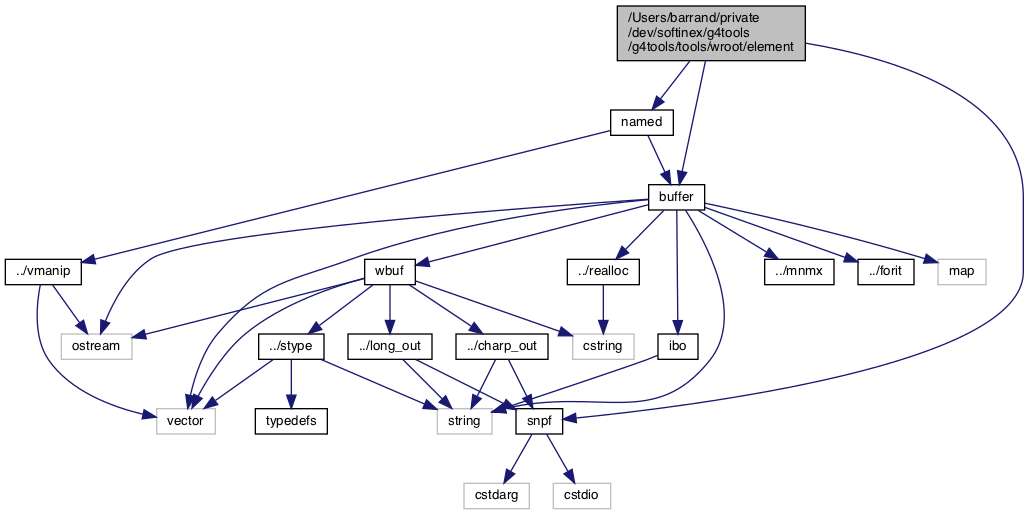 /Users/barrand/private
/dev/softinex/g4tools
/g4tools/tools/wroot/element
named
buffer
../vmanip
wbuf
../realloc
../mnmx
../forit
map
ostream
../stype
../long_out
../charp_out
cstring
ibo
vector
typedefs
string
snpf
cstdarg
cstdio